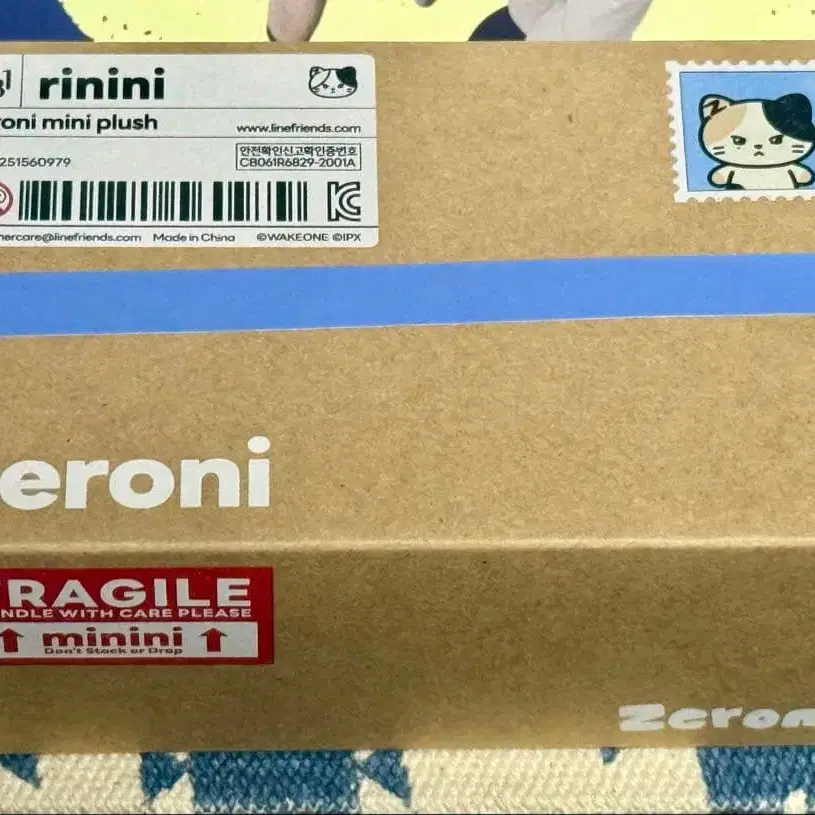 rinini
oni mini plush
www.linefriends.com
안전확인신고확인증번호
CB061R6829-2001A
251560979
mercare@linefriends.com Made in China ©WAKEONE ©IPX
Z
eroni
RAGILE
NDLE WITH CARE PLEASE
minini
Don't Stack or Drop
Zeron